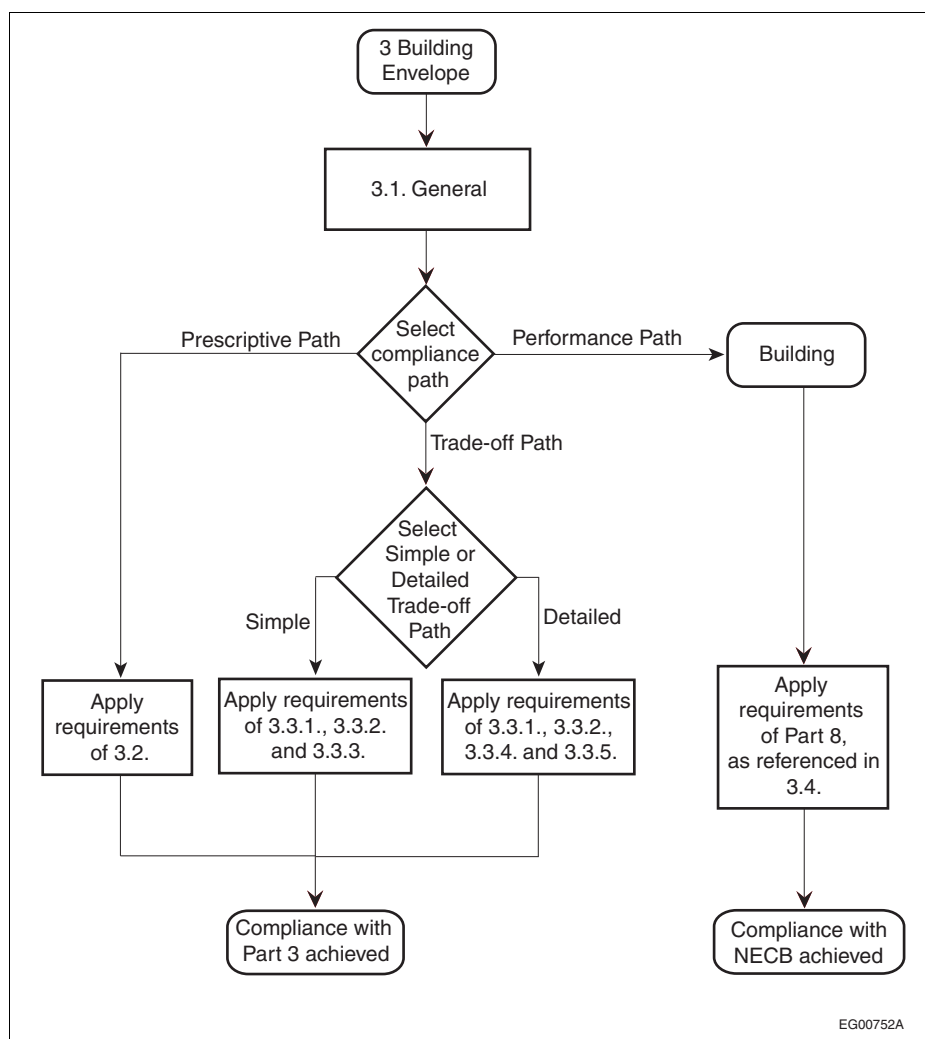 3 Building
Envelope
3.1. General
Select
compliance
path
Prescriptive Path
Performance Path
Building
Trade-off Path
Select
Simple or
Detailed
Trade-off
Path
Simple
Detailed
Apply
requirements
of 3.2.
Apply requirements
of 3.3.1., 3.3.2.
and 3.3.3.
Apply requirements
of 3.3.1., 3.3.2.,
3.3.4. and 3.3.5.
Apply
requirements
of Part 8,
as referenced in
3.4.
Compliance with
Part 3 achieved
Compliance with
NECB achieved
EG00752A